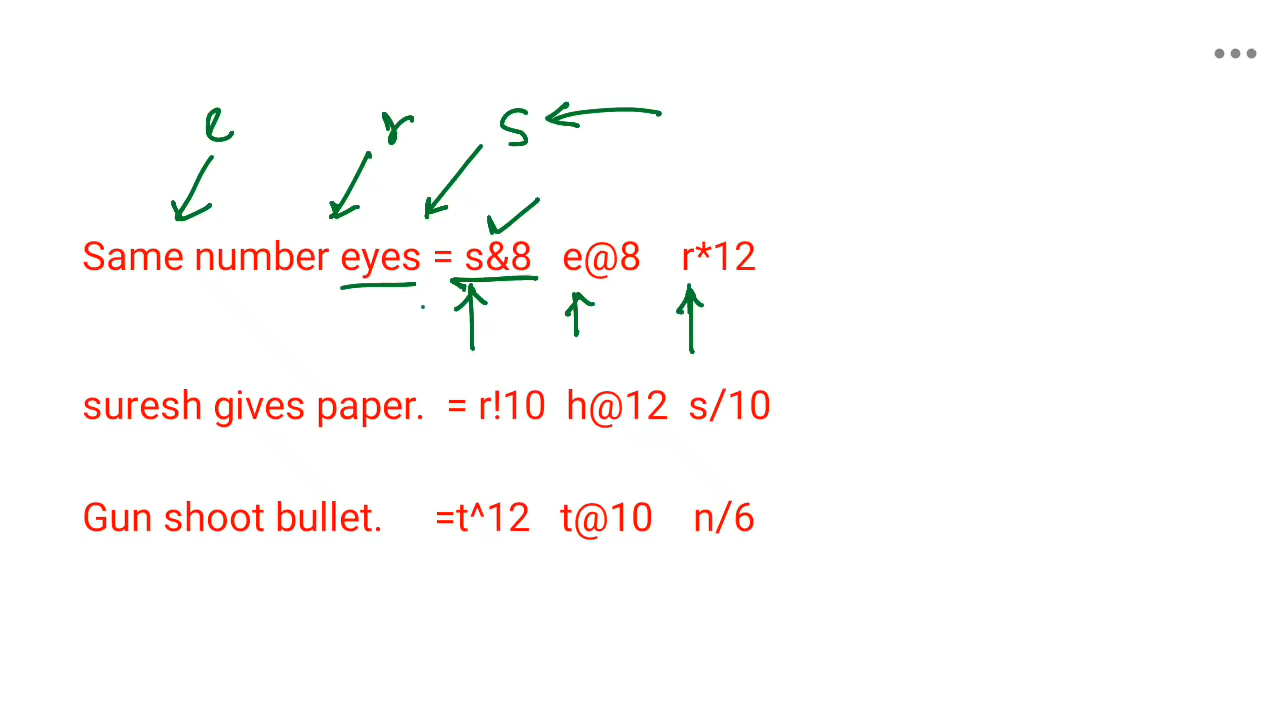 e r s
Same number eyes = s&8 e@8 r*12
suresh gives paper. = r!10 h@12 s/10
Gun shoot bullet. =t^12 t@10 n/6